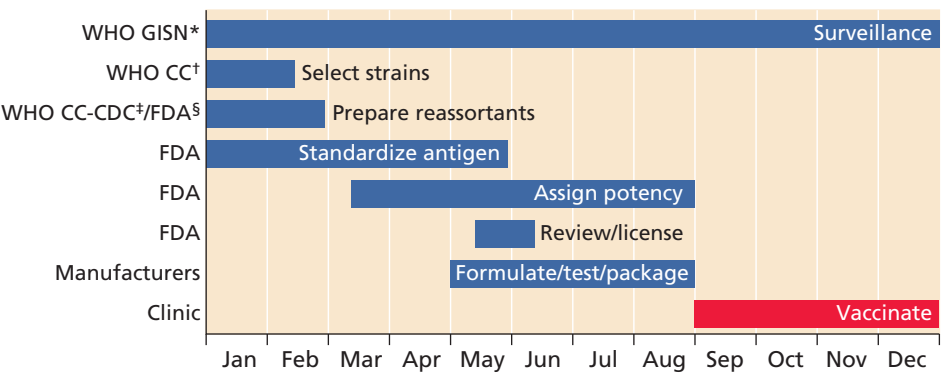 WHO GISN* Surveillance
WHO CC† Select strains
WHO CC-CDC‡/FDA§ Prepare reassortants
FDA Standardize antigen
FDA Assign potency
FDA Review/license
Manufacturers Formulate/test/package
Clinic Vaccinate
Jan Feb Mar Apr May Jun Jul Aug Sep Oct Nov Dec